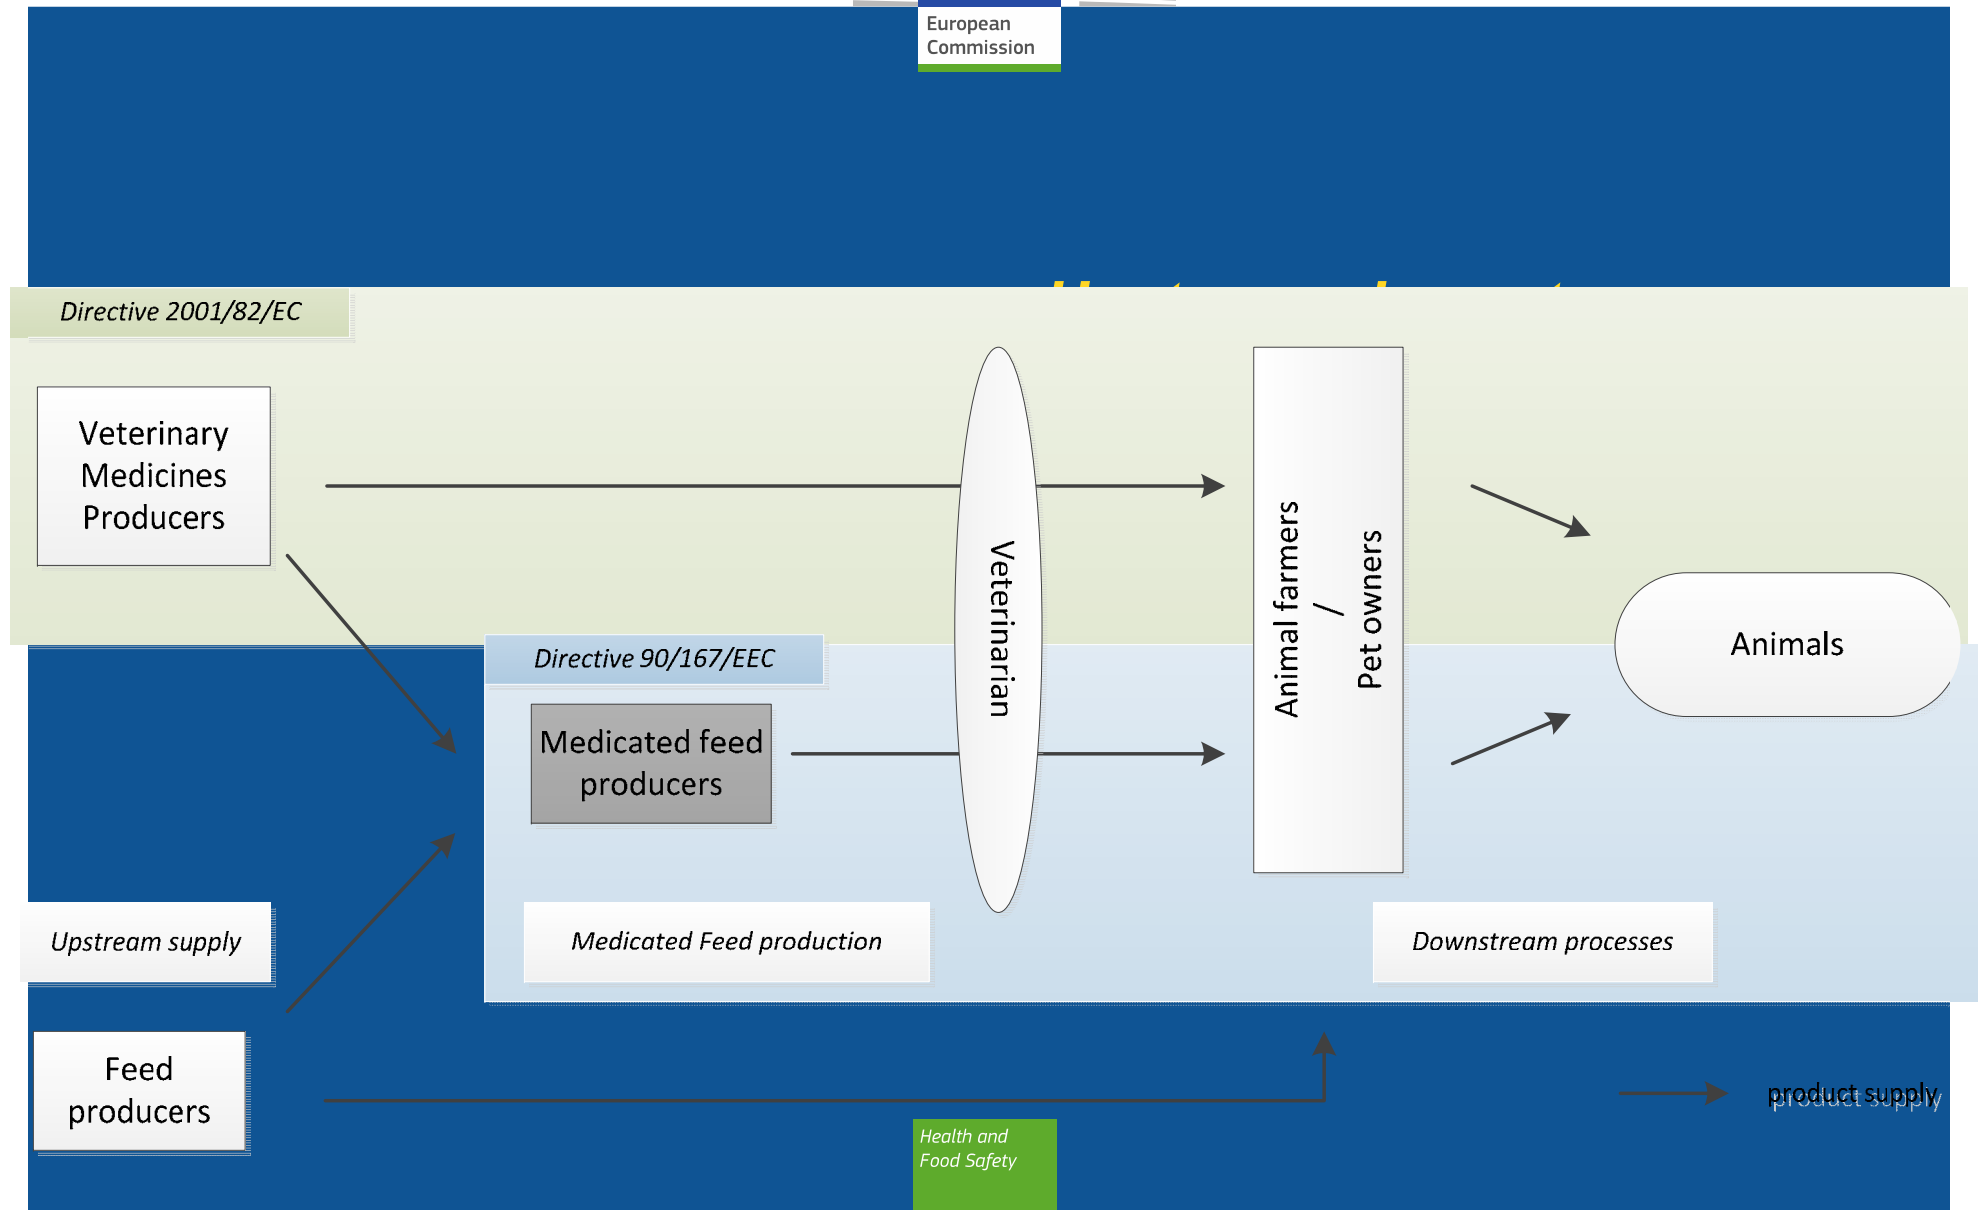 European
Commission
Directive 2001/82/EC
Veterinary
Medicines
Producers
Veterinarian
Animal farmers
/
Pet owners
Animals
Directive 90/167/EEC
Medicated feed
producers
Upstream supply
Medicated Feed production
Downstream processes
Feed
producers
product supply
Health and
Food Safety